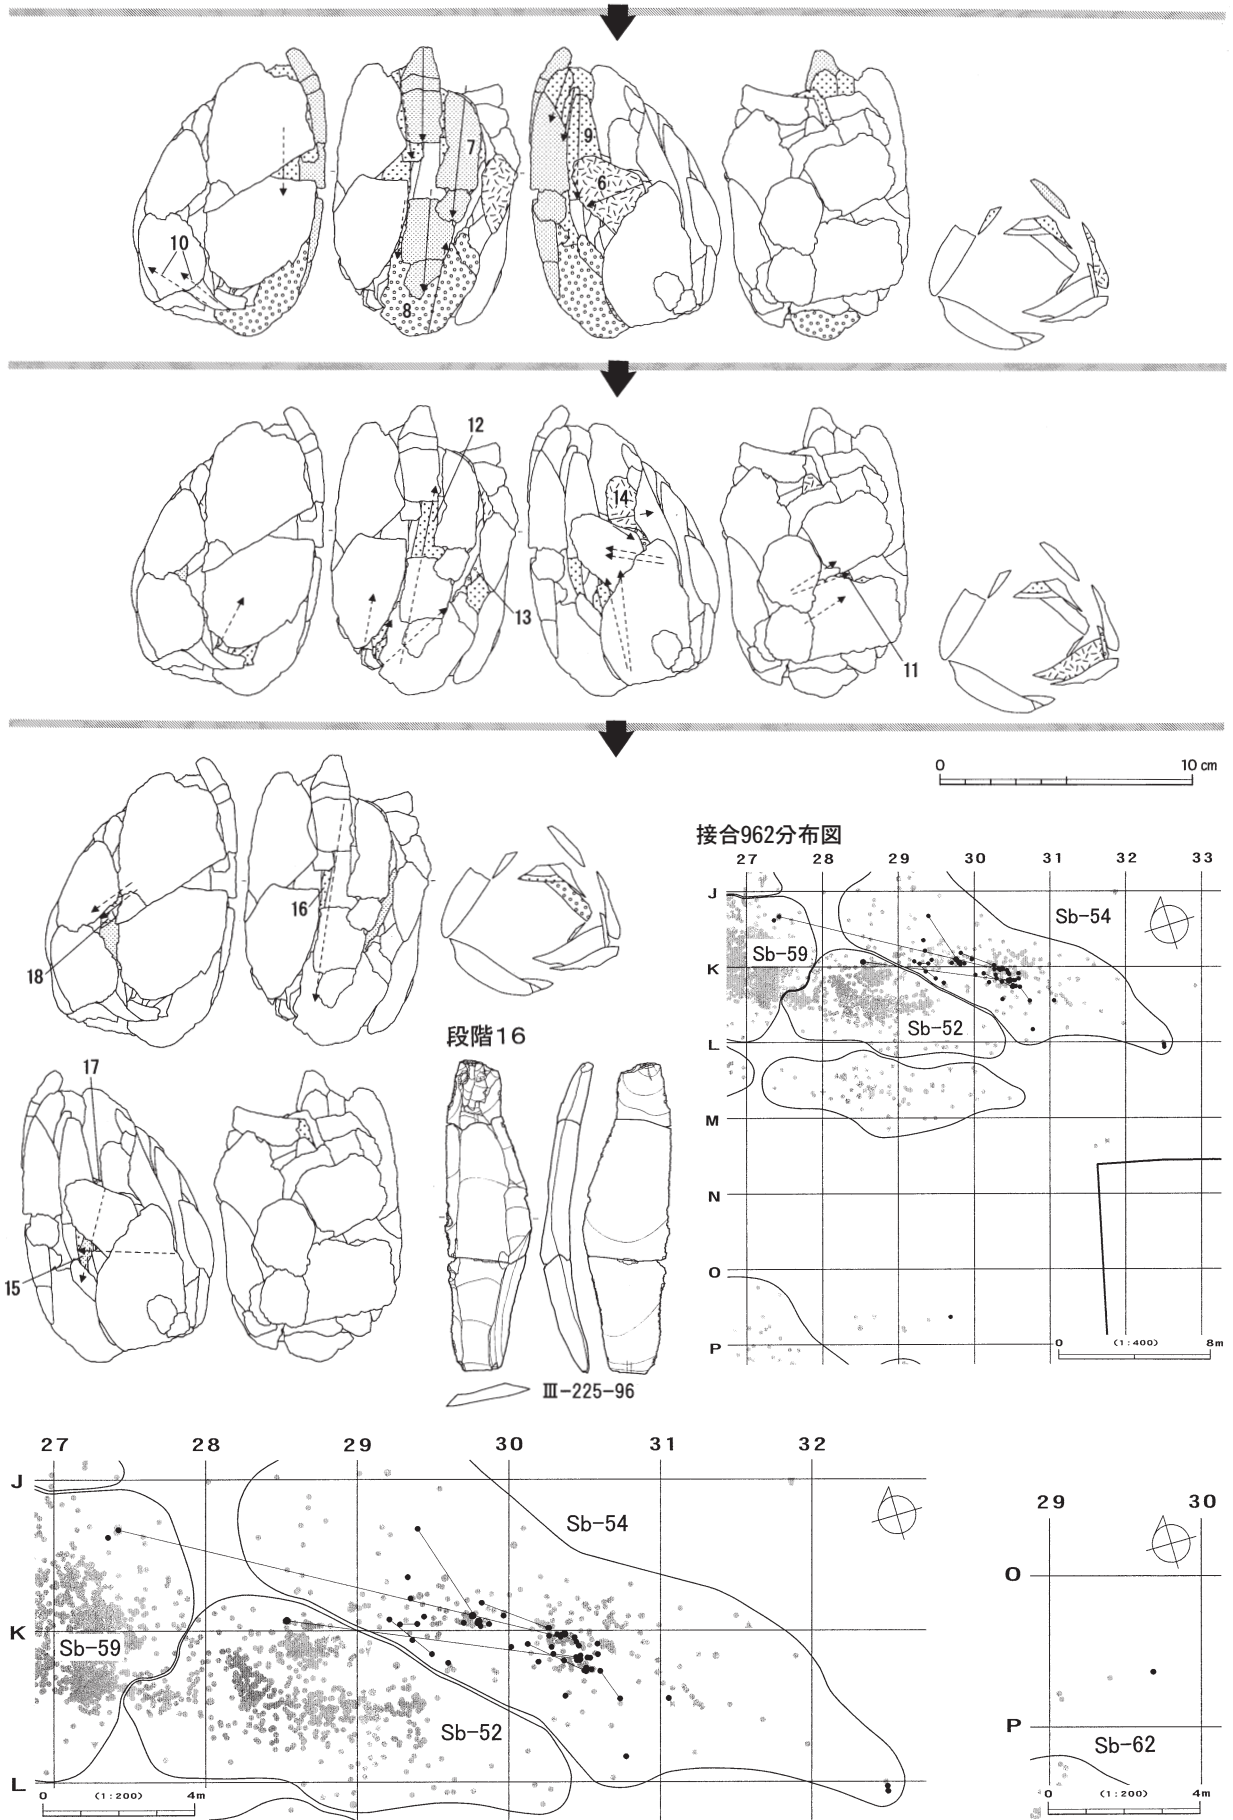 7
9
6
10
8
12
14
13
11
0 10 cm
16
18
接合962分布図
27 28 29 30 31 32 33
J
Sb-54
Sb-59
K
Sb-52
L
M
N
O
P
0 (1:400) 8m
段階16
17
15
Ⅲ-225-96
27 28 29 30 31 32
J
Sb-54
K
Sb-59
Sb-52
L
0 (1:200) 4m
29 30
O
P
Sb-62
0 (1:200) 4m